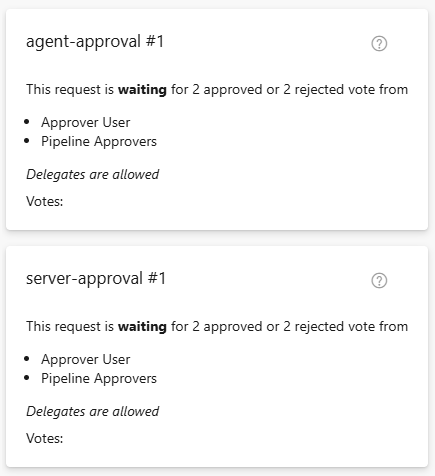 agent-approval #1
This request is waiting for 2 approved or 2 rejected vote from
Approver User
Pipeline Approvers
Delegates are allowed
Votes:
server-approval #1
This request is waiting for 2 approved or 2 rejected vote from
Approver User
Pipeline Approvers
Delegates are allowed
Votes: